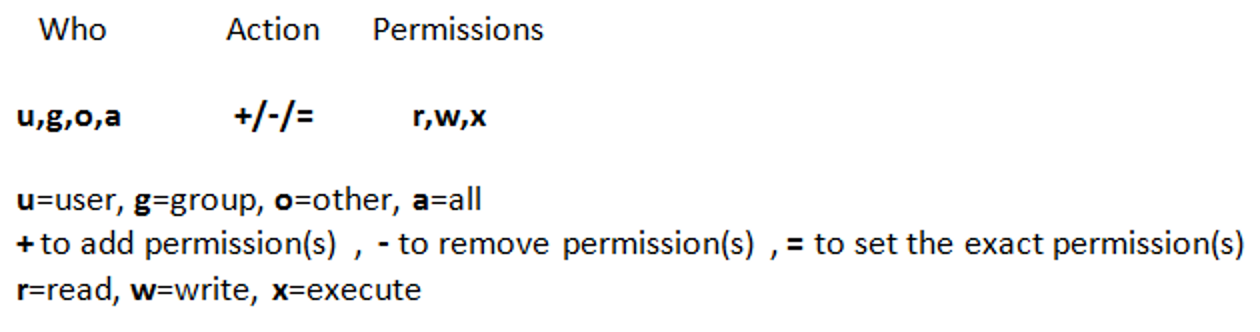 Who Action Permissions
u,g,o,a +/-/= r,w,x
u=user, g=group, o=other, a=all
+ to add permission(s) , - to remove permission(s) , = to set the exact permission(s)
r=read, w=write, x=execute